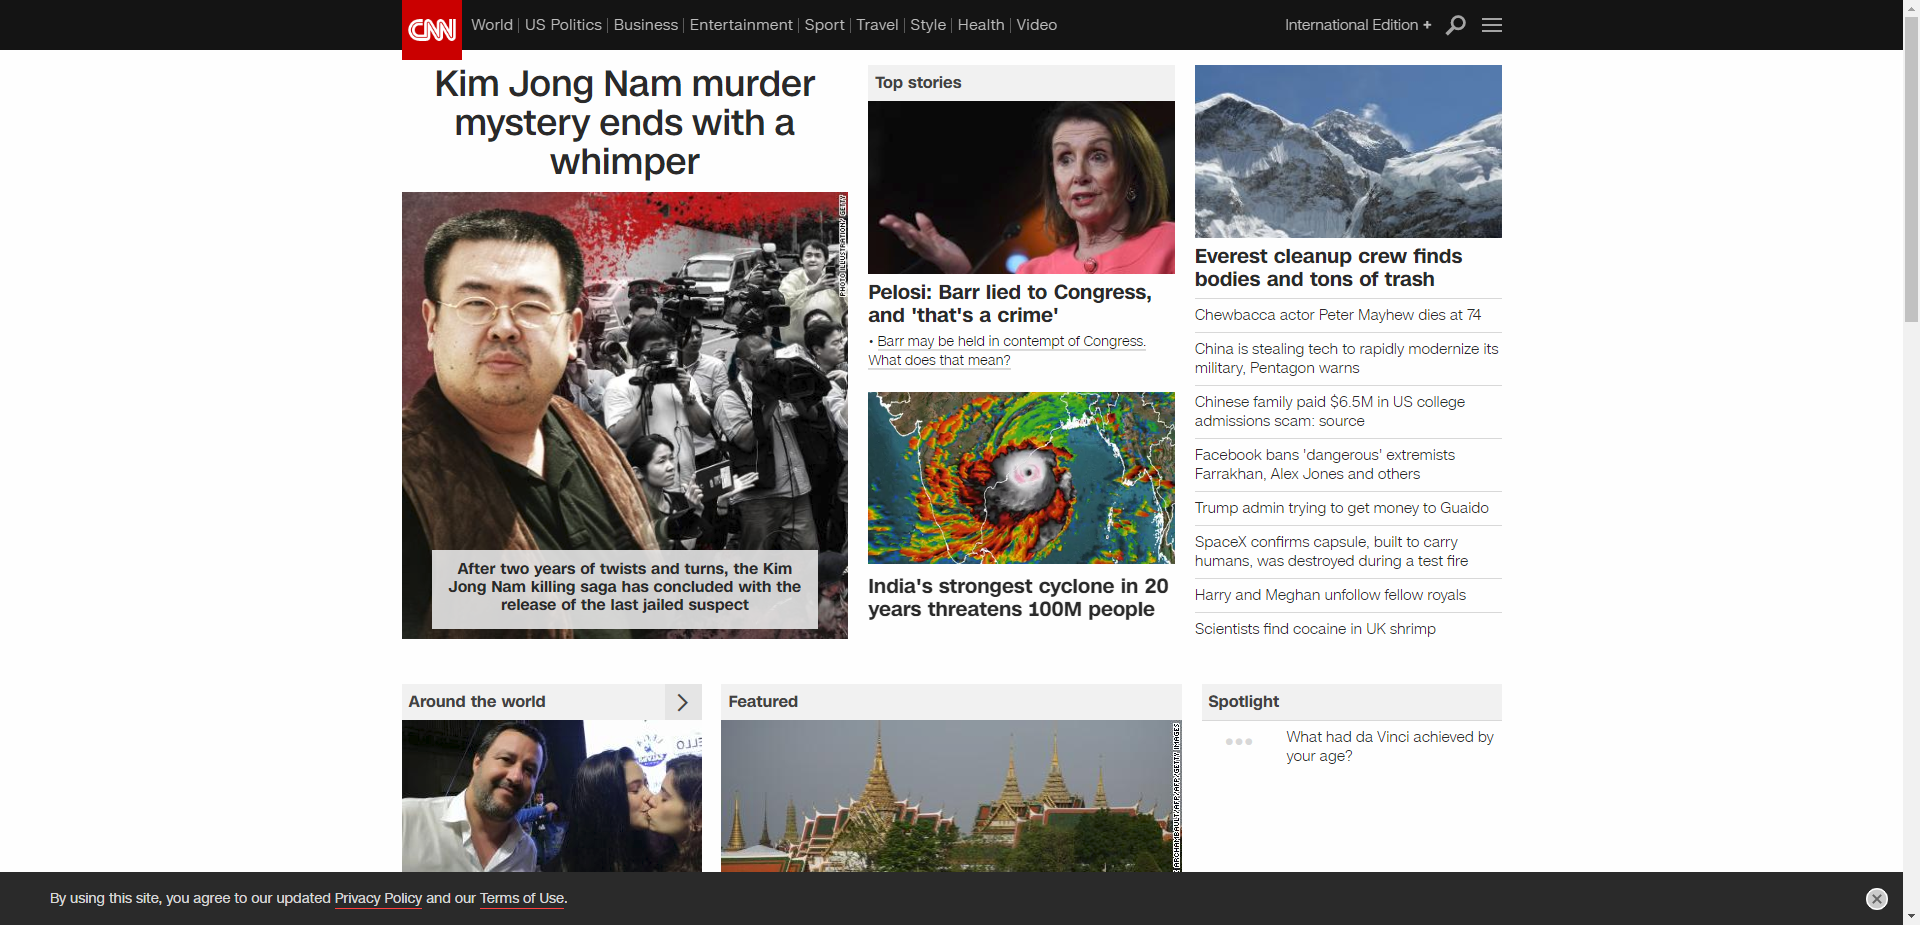 CNN
World
US Politics
Business
Entertainment
Sport
Travel
Style
Health
Video
International Edition +
Kim Jong Nam murder
mystery ends with a
whimper
PHOTO ILLUSTRATION/ GETTY
After two years of twists and turns, the Kim
Jong Nam killing saga has concluded with the
release of the last jailed suspect
Top stories
Pelosi: Barr lied to Congress,
and 'that's a crime'
• Barr may be held in contempt of Congress.
What does that mean?
India's strongest cyclone in 20
years threatens 100M people
Everest cleanup crew finds
bodies and tons of trash
Chewbacca actor Peter Mayhew dies at 74
China is stealing tech to rapidly modernize its
military, Pentagon warns
Chinese family paid $6.5M in US college
admissions scam: source
Facebook bans 'dangerous' extremists
Farrakhan, Alex Jones and others
Trump admin trying to get money to Guaido
SpaceX confirms capsule, built to carry
humans, was destroyed during a test fire
Harry and Meghan unfollow fellow royals
Scientists find cocaine in UK shrimp
Around the world
Featured
ARCHAMBAULT/AFP/AFP/GETTY IMAGES
Spotlight
What had da Vinci achieved by
your age?
By using this site, you agree to our updated Privacy Policy and our Terms of Use.